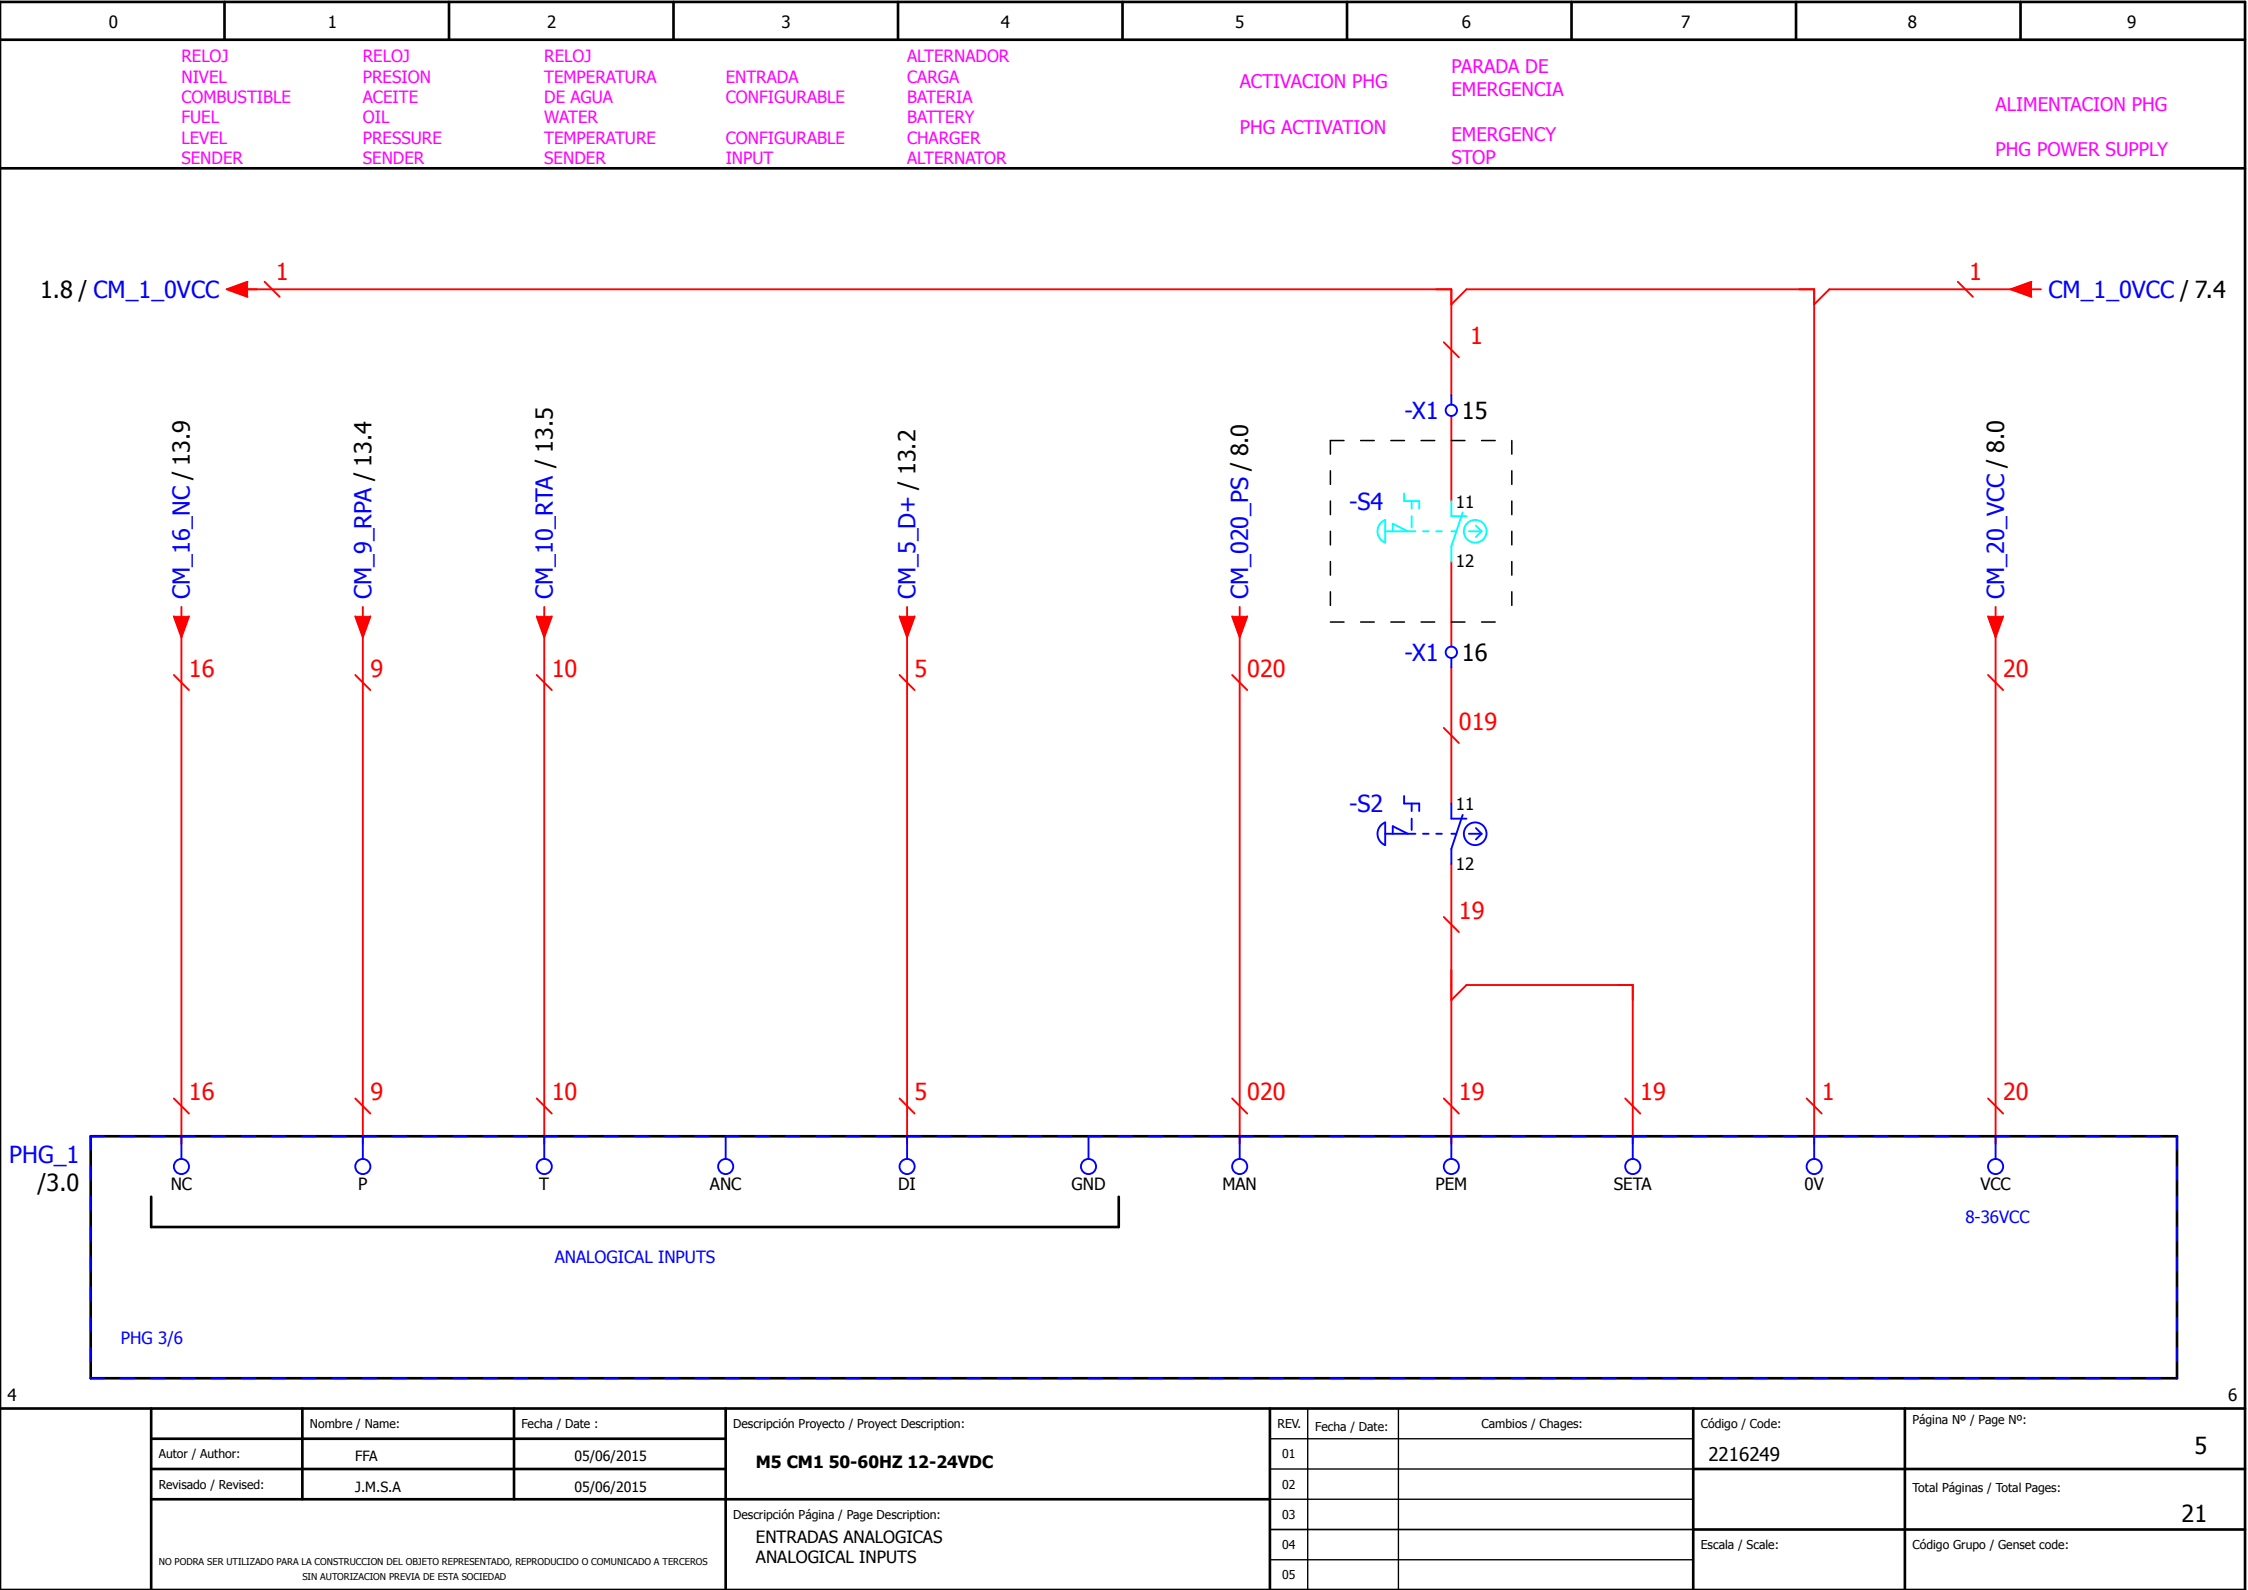 0 1 2 3 4 5 6 7 8 9
RELOJ
NIVEL
COMBUSTIBLE
FUEL
LEVEL
SENDER
RELOJ
PRESION
ACEITE
OIL
PRESSURE
SENDER
RELOJ
TEMPERATURA
DE AGUA
WATER
TEMPERATURE
SENDER
ENTRADA
CONFIGURABLE
CONFIGURABLE
INPUT
ALTERNADOR
CARGA
BATERIA
BATTERY
CHARGER
ALTERNATOR
ACTIVACION PHG
PHG ACTIVATION
PARADA DE
EMERGENCIA
EMERGENCY
STOP
ALIMENTACION PHG
PHG POWER SUPPLY
1.8 / CM_1_0VCC
1
1
CM_1_0VCC / 7.4
1
-X1 15
CM_16_NC / 13.9
CM_9_RPA / 13.4
CM_10_RTA / 13.5
CM_5_D+ / 13.2
CM_020_PS / 8.0
CM_20_VCC / 8.0
-S4
11
12
-X1 16
16
9
10
5
020
20
019
-S2
11
12
19
16
9
10
5
020
19
19
1
20
PHG_1
/3.0
NC
P
T
ANC
DI
GND
MAN
PEM
SETA
0V
VCC
8-36VCC
ANALOGICAL INPUTS
PHG 3/6
4
6
Nombre / Name:
Fecha / Date :
Autor / Author:
FFA
05/06/2015
Revisado / Revised:
J.M.S.A
05/06/2015
NO PODRA SER UTILIZADO PARA LA CONSTRUCCION DEL OBJETO REPRESENTADO, REPRODUCIDO O COMUNICADO A TERCEROS
SIN AUTORIZACION PREVIA DE ESTA SOCIEDAD
Descripción Proyecto / Proyect Description:
M5 CM1 50-60HZ 12-24VDC
Descripción Página / Page Description:
ENTRADAS ANALOGICAS
ANALOGICAL INPUTS
REV.
Fecha / Date:
Cambios / Chages:
01
02
03
04
05
Código / Code:
2216249
Escala / Scale:
Página Nº / Page Nº:
5
Total Páginas / Total Pages:
21
Código Grupo / Genset code: